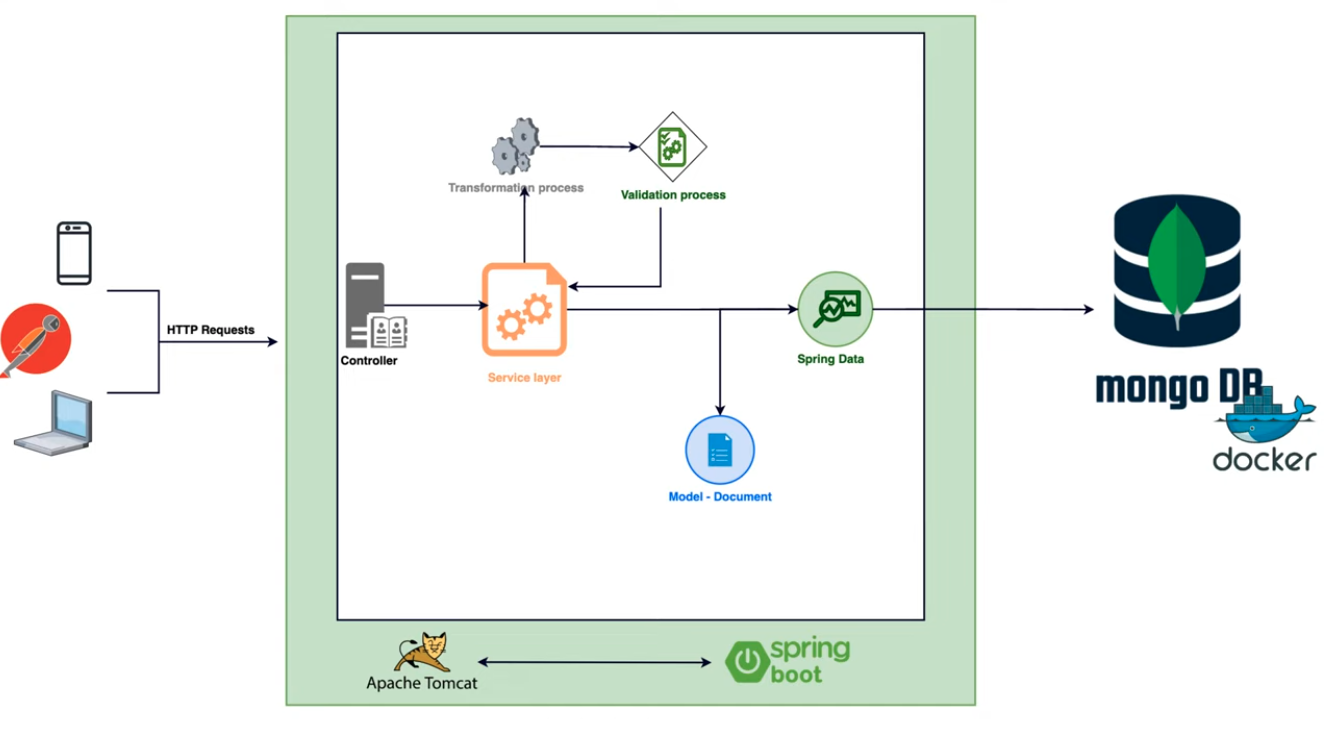 Transformation process
Validation process
HTTP Requests
Controller
Service layer
Spring Data
Model - Document
mongo DB
docker
Apache Tomcat
spring
boot